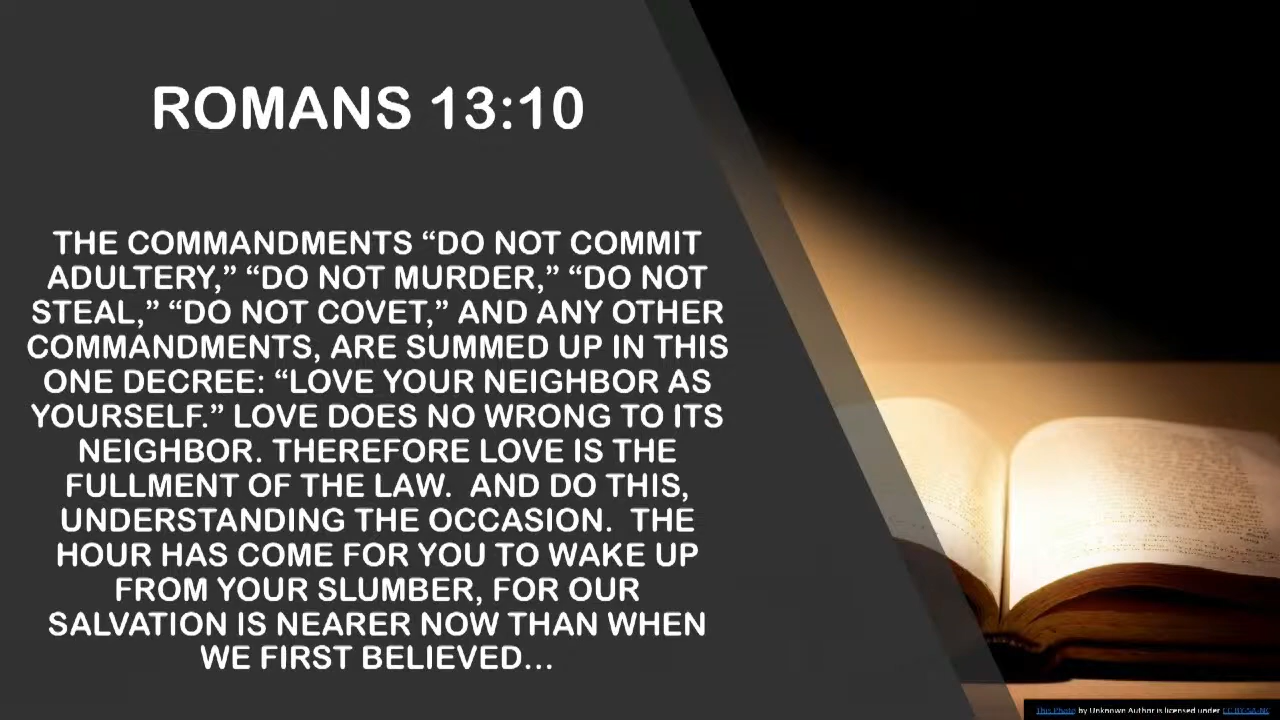 ROMANS 13:10
THE COMMANDMENTS “DO NOT COMMIT
ADULTERY,” “DO NOT MURDER,” “DO NOT
STEAL,” “DO NOT COVET,” AND ANY OTHER
COMMANDMENTS, ARE SUMMED UP IN THIS
ONE DECREE: “LOVE YOUR NEIGHBOR AS
YOURSELF.” LOVE DOES NO WRONG TO ITS
NEIGHBOR. THEREFORE LOVE IS THE
FULLMENT OF THE LAW.  AND DO THIS,
UNDERSTANDING THE OCCASION.  THE
HOUR HAS COME FOR YOU TO WAKE UP
FROM YOUR SLUMBER, FOR OUR
SALVATION IS NEARER NOW THAN WHEN
WE FIRST BELIEVED…
This Photo by Unknown Author is licensed under CC BY-SA-NC